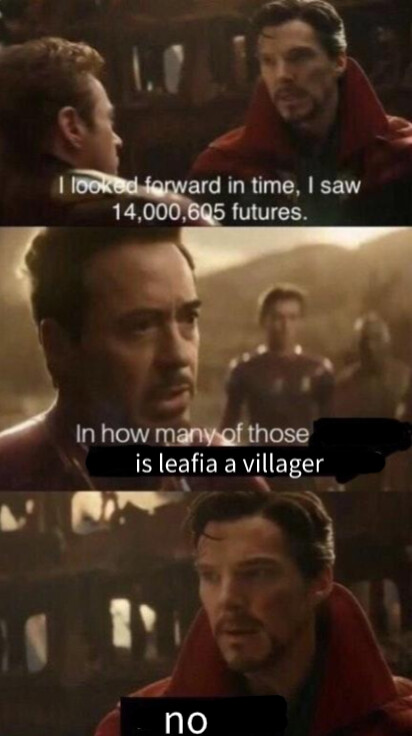 I looked forward in time, I saw
14,000,605 futures.
In how many of those
is leafia a villager
no